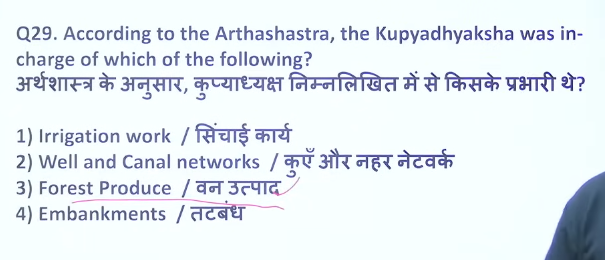 Q29. According to the Arthashastra, the Kupyadhyaksha was in-
charge of which of the following?
अर्थशास्त्र के अनुसार, कुप्याध्यक्ष निम्नलिखित में से किसके प्रभारी थे?
1) Irrigation work / सिंचाई कार्य
2) Well and Canal networks / कुएँ और नहर नेटवर्क
3) Forest Produce / वन उत्पाद
4) Embankments / तटबंध